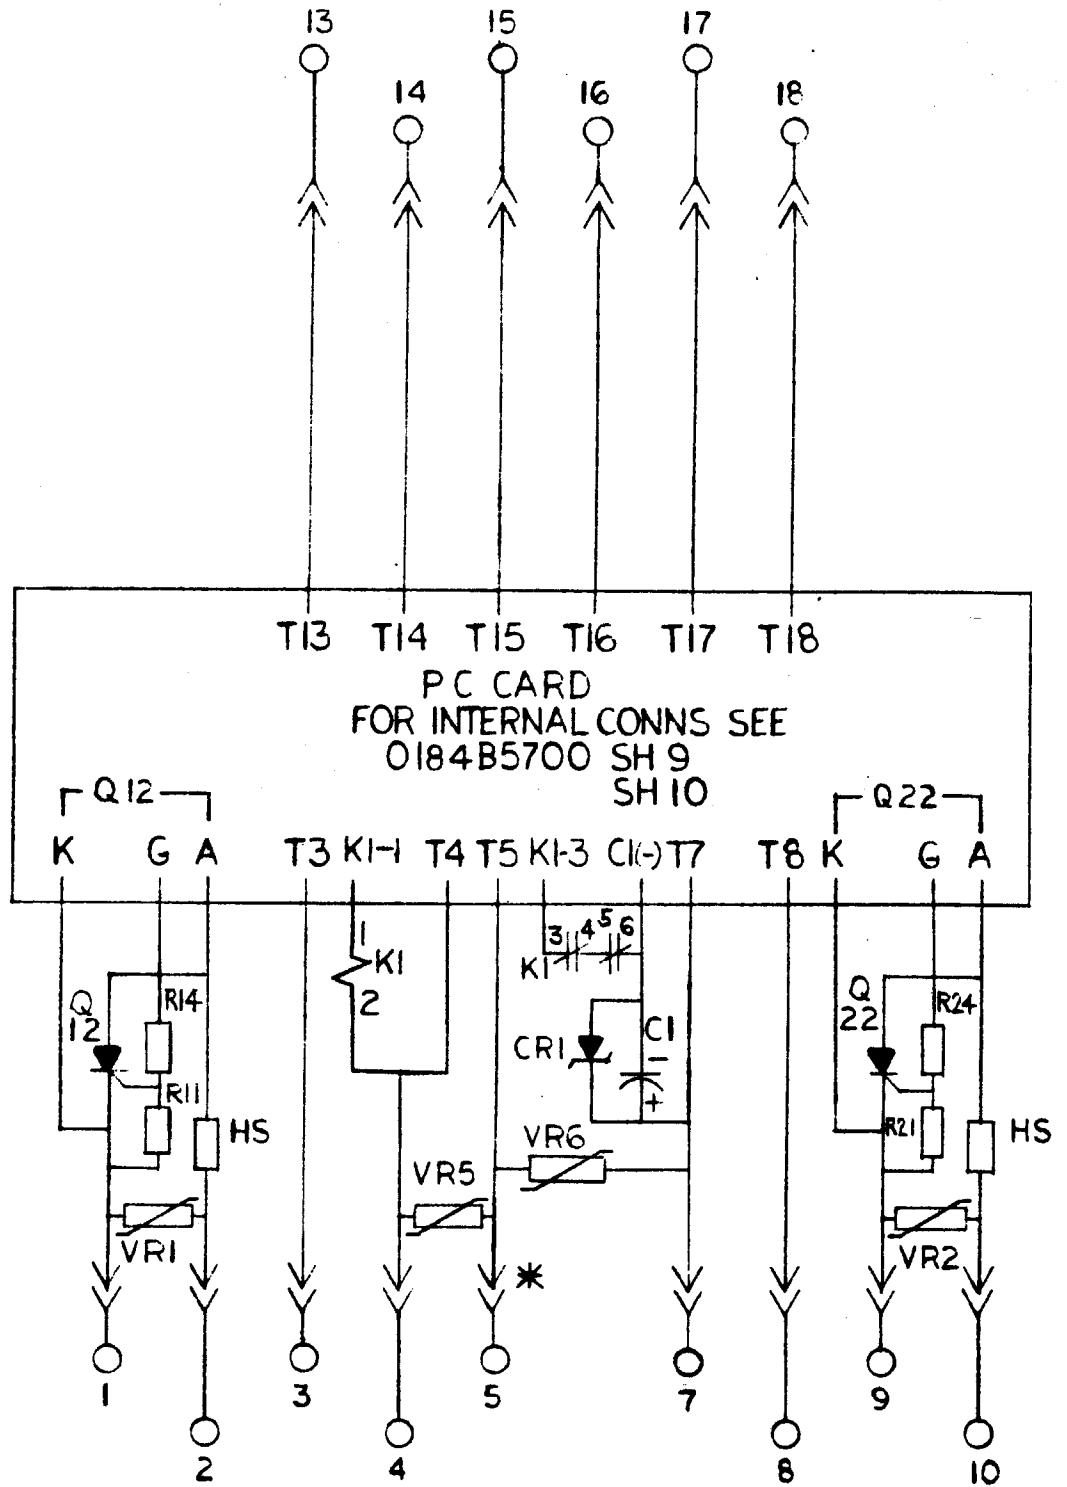 13 15 17
14 16 18
T13 T14 T15 T16 T17 T18
PC CARD
FOR INTERNAL CONNS SEE
0184B5700 SH 9
SH 10
Q12 Q22
K G A T3 K1-1 T4 T5 K1-3 C1(-) T7 T8 K G A
1 3 4 5 6
K1 K1
2
Q 12 R14 Q 22 R24
CR1 C1
−
+
R11 HS VR6 R21 HS
VR5
VR1 VR2
*
1 3 5 7 9
2 4 8 10